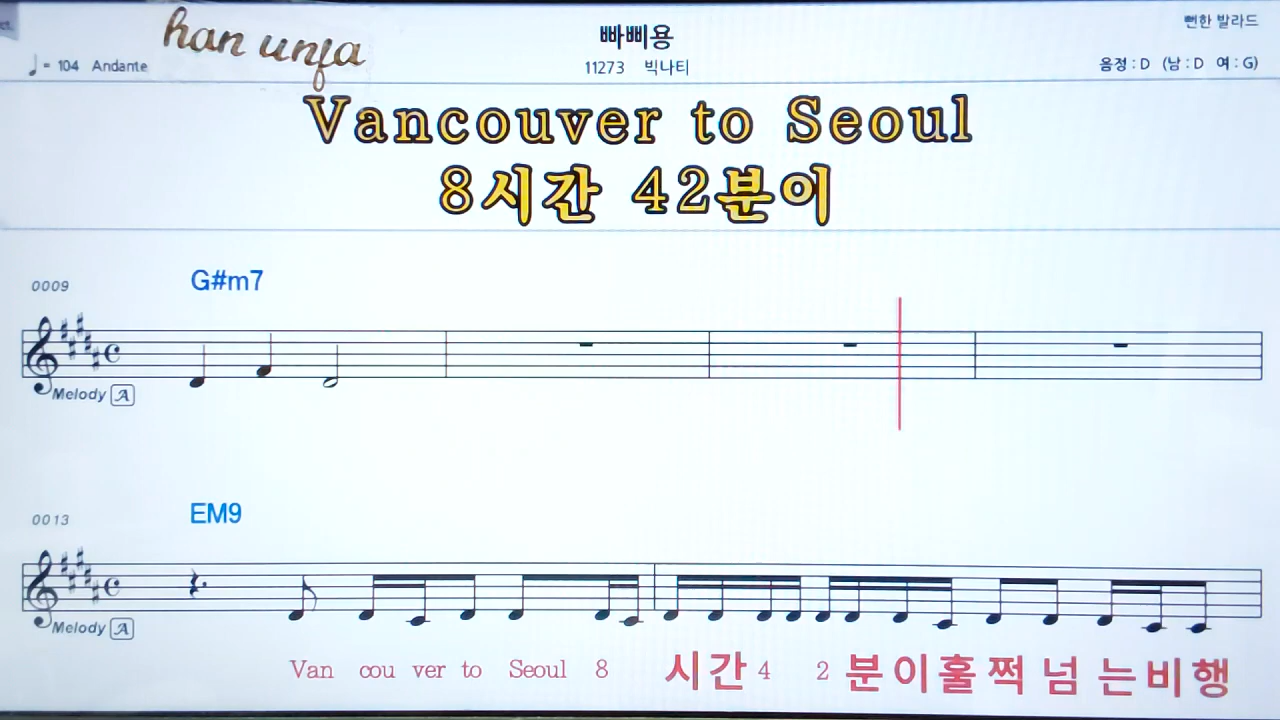 ct.
han unja
빠삐용
뻔한 발라드
♩= 104 Andante
11273 빅나티
음정 : D (남 : D 여 : G)
Vancouver to Seoul
8시간 42분이
0009
G#m7
Melody A
0013
EM9
Melody A
Van cou ver to Seoul 8 시간 4 2 분이훌쩍 넘 는비행